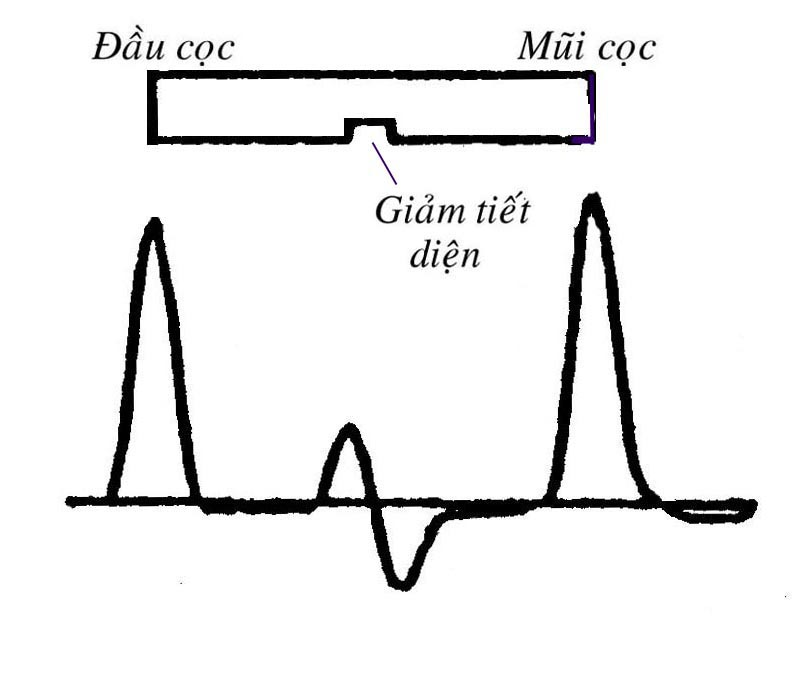 Đầu cọc
Mũi cọc
Giảm tiết
diện